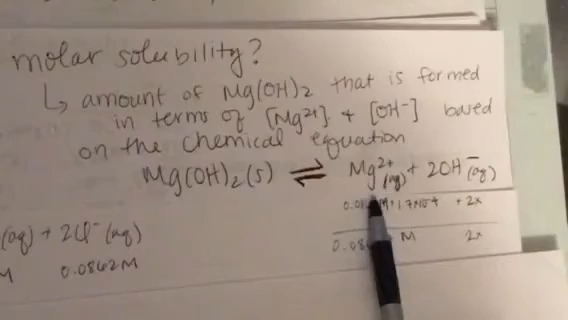 molar solubility?
↳ amount of Mg(OH)2 that is formed
in terms of [Mg2+] + [OH-] based
on the chemical equation
Mg(OH)2(s) ⇌ Mg2+(aq) + 2OH-(aq)
+ 2x
(aq) + 2Cl-(aq)
M 2x
M 0.0862M